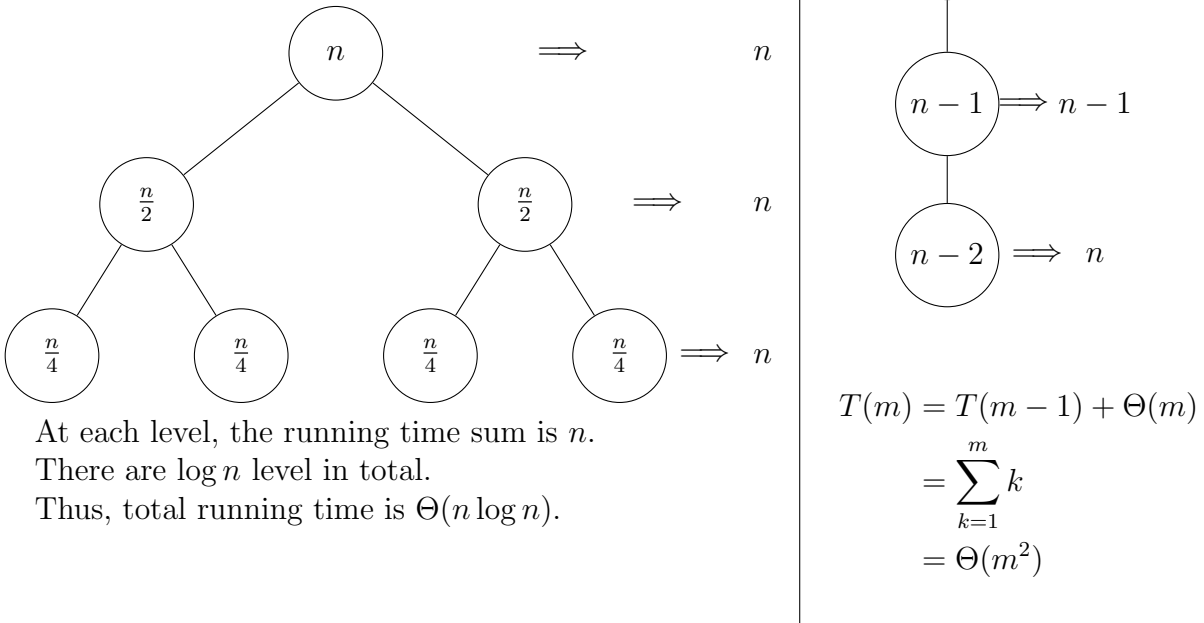 n ⟹ n
n/2 n/2 ⟹ n
n/4 n/4 n/4 n/4 ⟹ n
At each level, the running time sum is n.
There are log n level in total.
Thus, total running time is Θ(n log n).
n − 1 ⟹ n − 1
n − 2 ⟹ n
T(m) = T(m − 1) + Θ(m)
= ∑_{k=1}^{m} k
= Θ(m²)